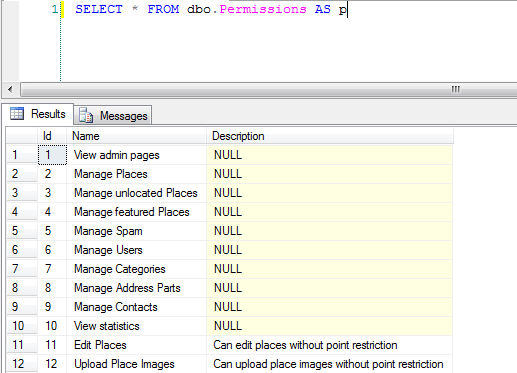 1 SELECT * FROM dbo.Permissions AS p
Results Messages
Id Name Description
1 1 View admin pages NULL
2 2 Manage Places NULL
3 3 Manage unlocated Places NULL
4 4 Manage featured Places NULL
5 5 Manage Spam NULL
6 6 Manage Users NULL
7 7 Manage Categories NULL
8 8 Manage Address Parts NULL
9 9 Manage Contacts NULL
10 10 View statistics NULL
11 11 Edit Places Can edit places without point restriction
12 12 Upload Place Images Can upload place images without point restriction